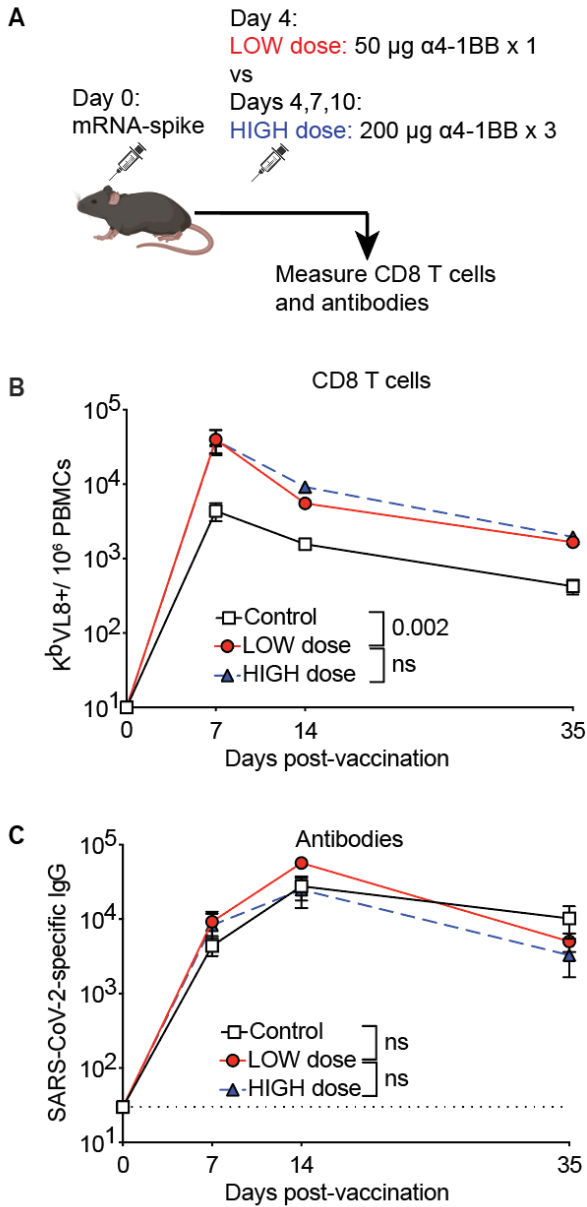 A
Day 0:
mRNA-spike
Day 4:
LOW dose: 50 µg α4-1BB x 1
vs
Days 4,7,10:
HIGH dose: 200 µg α4-1BB x 3
Measure CD8 T cells
and antibodies
B
CD8 T cells
KᵇVL8+/ 10⁶ PBMCs
10⁵
10⁴
10³
10²
10¹
Control
LOW dose
HIGH dose
0.002
ns
0 7 14 35
Days post-vaccination
C
Antibodies
SARS-CoV-2-specific IgG
10⁵
10⁴
10³
10²
10¹
Control
LOW dose
HIGH dose
ns
ns
0 7 14 35
Days post-vaccination